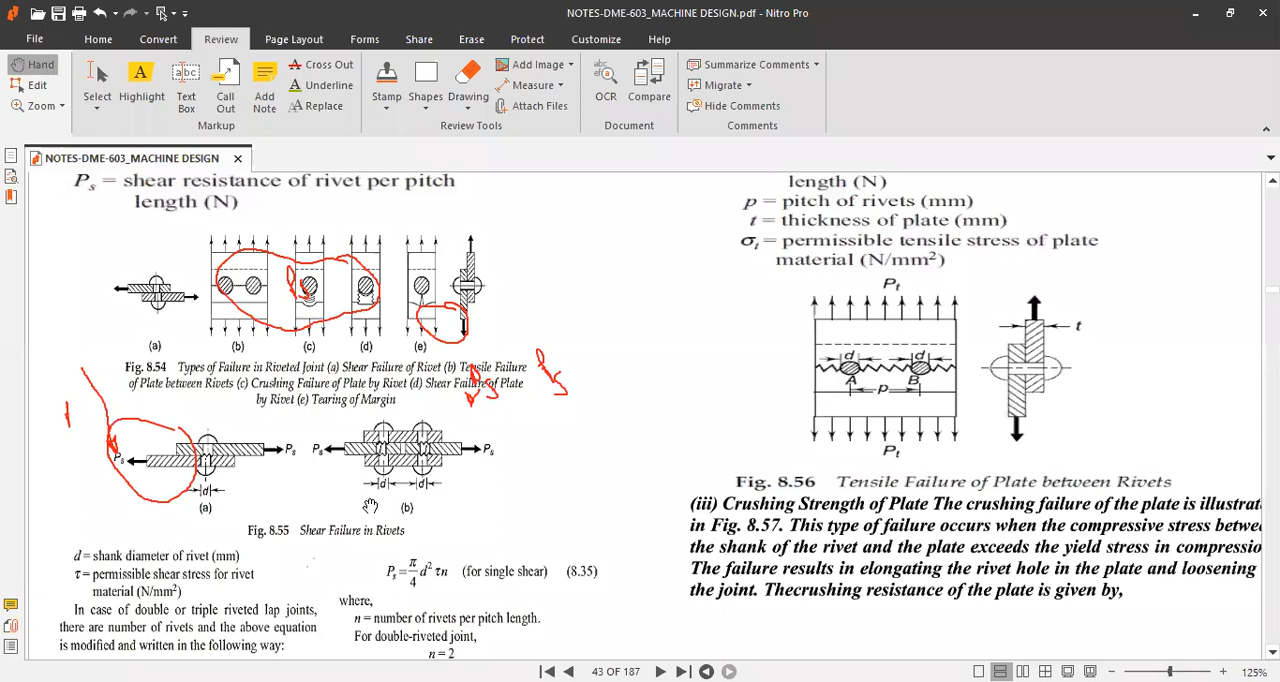 NOTES-DME-603_MACHINE DESIGN.pdf - Nitro Pro
File Home Convert Review Page Layout Forms Share Erase Protect Customize Help
Hand
Edit
Zoom
Select
Highlight
Text Box
Call Out
Add Note
Cross Out
Underline
Replace
Markup
Stamp
Shapes
Drawing
Add Image
Measure
Attach Files
Review Tools
OCR
Compare
Document
Summarize Comments
Migrate
Hide Comments
Comments
NOTES-DME-603_MACHINE DESIGN
Ps = shear resistance of rivet per pitch
length (N)
(a) (b) (c) (d) (e)
Fig. 8.54 Types of Failure in Riveted Joint (a) Shear Failure of Rivet (b) Tensile Failure
of Plate between Rivets (c) Crushing Failure of Plate by Rivet (d) Shear Failure of Plate
by Rivet (e) Tearing of Margin
Ps Ps Ps Ps
d d d
(a) (b)
Fig. 8.55 Shear Failure in Rivets
d = shank diameter of rivet (mm)
τ = permissible shear stress for rivet
material (N/mm²)
In case of double or triple riveted lap joints,
there are number of rivets and the above equation
is modified and written in the following way:
Ps = π/4 d² τn (for single shear) (8.35)
where,
n = number of rivets per pitch length.
For double-riveted joint,
n = 2
length (N)
p = pitch of rivets (mm)
t = thickness of plate (mm)
σt = permissible tensile stress of plate
material (N/mm²)
Pt
t
d d
A B
p
Pt
Fig. 8.56 Tensile Failure of Plate between Rivets
(iii) Crushing Strength of Plate The crushing failure of the plate is illustrat
in Fig. 8.57. This type of failure occurs when the compressive stress betwe
the shank of the rivet and the plate exceeds the yield stress in compressio
The failure results in elongating the rivet hole in the plate and loosening
the joint. Thecrushing resistance of the plate is given by,
43 OF 187
125%